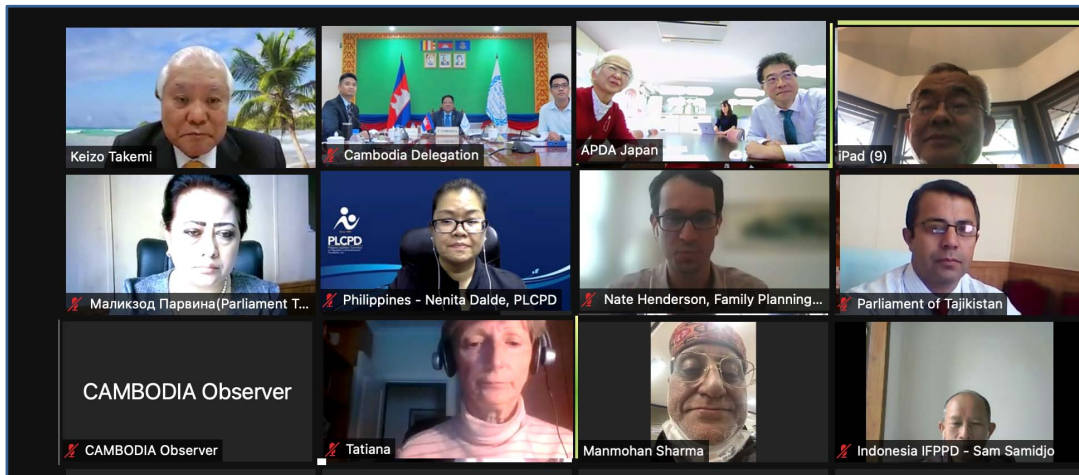 Keizo Takemi
Cambodia Delegation
APDA Japan
iPad (9)
Маликзод Парвина(Parliament T...
PLCPD
Philippines - Nenita Dalde, PLCPD
Nate Henderson, Family Planning...
Parliament of Tajikistan
CAMBODIA Observer
CAMBODIA Observer
Tatiana
Manmohan Sharma
Indonesia IFPPD - Sam Samidjo